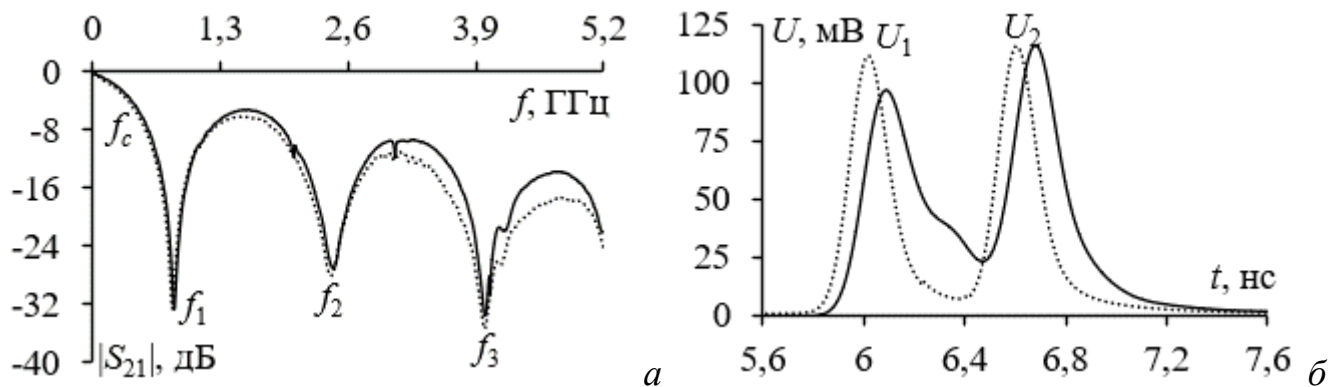 0 1,3 2,6 3,9 5,2
0
-8
-16
-24
-32
-40
f, ГГц
f_c
f_1
f_2
f_3
|S_21|, дБ
а
U, мВ
U_1
U_2
125
100
75
50
25
0
t, нс
5,6 6 6,4 6,8 7,2 7,6
б